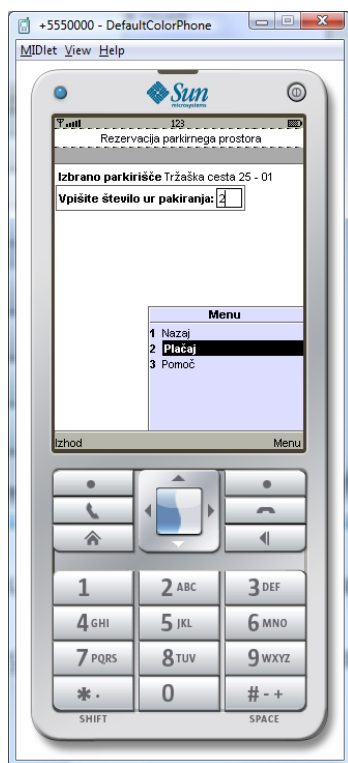 +5550000 - DefaultColorPhone
MIDlet View Help
Sun
microsystems
123
Rezervacija parkirnega
prostora
Izbrano parkirišče Tržaška cesta 25 - 01
Vpišite število ur pakiranja: 2
Menu
1 Nazaj
2 Plačaj
3 Pomoč
Izhod Menu
1 2 ABC 3 DEF
4 GHI 5 JKL 6 MNO
7 PQRS 8 TUV 9 WXYZ
* . 0 # - +
SHIFT SPACE